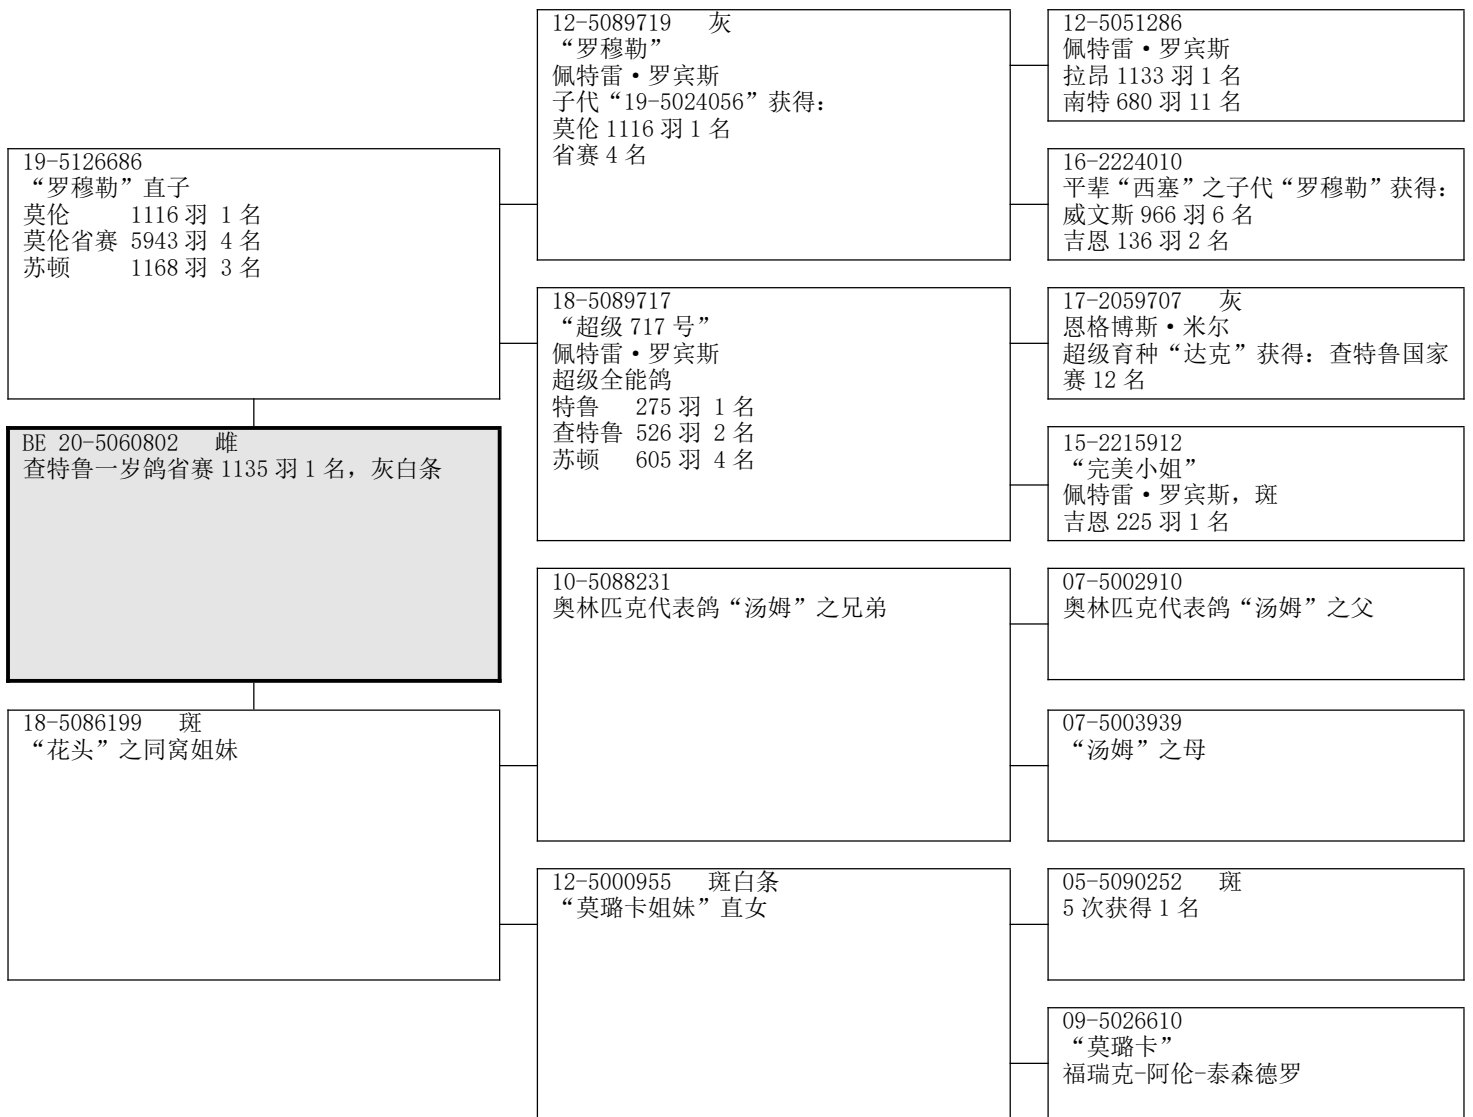 19-5126686
“罗穆勒”直子
莫伦 1116 羽 1 名
莫伦省赛 5943 羽 4 名
苏顿 1168 羽 3 名
BE 20-5060802 雌
查特鲁一岁鸽省赛 1135 羽 1 名，灰白条
18-5086199 斑
“花头”之同窝姐妹
12-5089719 灰
“罗穆勒”
佩特雷·罗宾斯
子代“19-5024056”获得：
莫伦 1116 羽 1 名
省赛 4 名
18-5089717
“超级 717 号”
佩特雷·罗宾斯
超级全能鸽
特鲁 275 羽 1 名
查特鲁 526 羽 2 名
苏顿 605 羽 4 名
10-5088231
奥林匹克代表鸽“汤姆”之兄弟
12-5000955 斑白条
“莫璐卡姐妹”直女
12-5051286
佩特雷·罗宾斯
拉昂 1133 羽 1 名
南特 680 羽 11 名
16-2224010
平辈“西塞”之子代“罗穆勒”获得：
威文斯 966 羽 6 名
吉恩 136 羽 2 名
17-2059707 灰
恩格博斯·米尔
超级育种“达克”获得：查特鲁国家
赛 12 名
15-2215912
“完美小姐”
佩特雷·罗宾斯，斑
吉恩 225 羽 1 名
07-5002910
奥林匹克代表鸽“汤姆”之父
07-5003939
“汤姆”之母
05-5090252 斑
5 次获得 1 名
09-5026610
“莫璐卡”
福瑞克-阿伦-泰森德罗